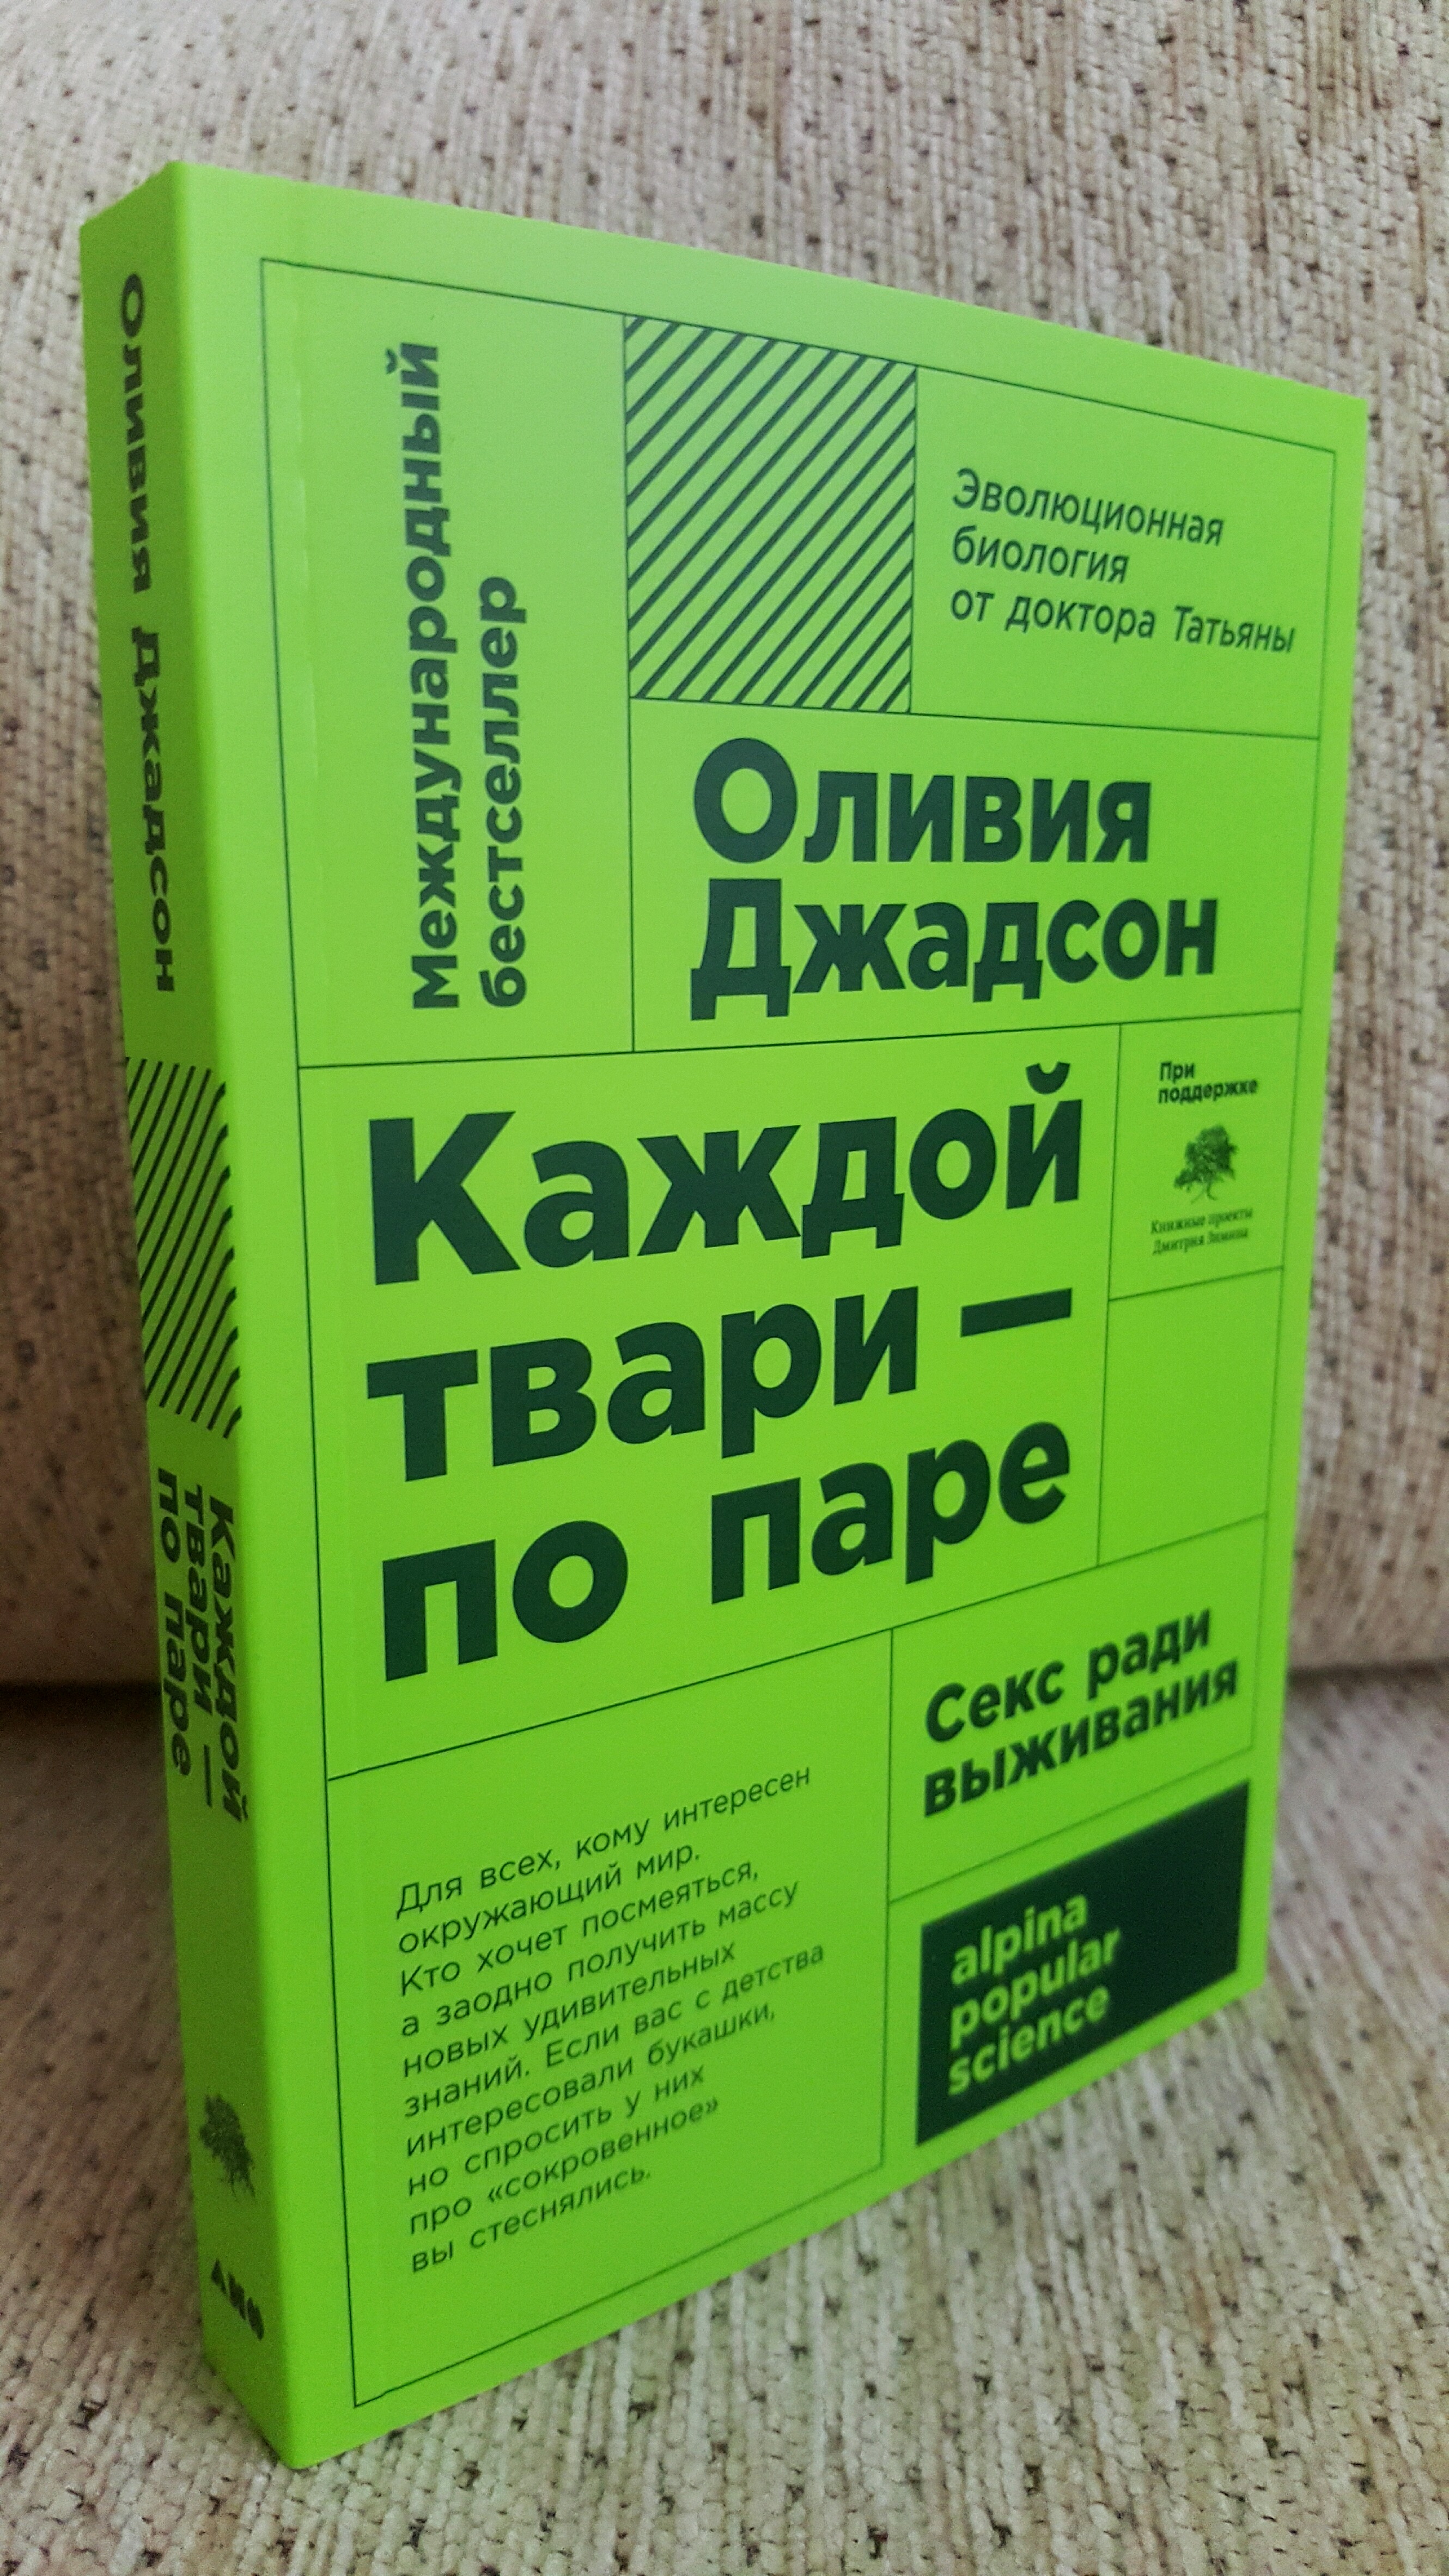 Оливия Джадсон
Каждой
твари —
по паре
АНФ
Международный
бестселлер
Эволюционная
биология
от доктора Татьяны
Оливия
Джадсон
Каждой
твари —
по паре
При
поддержке
Книжные проекты
Дмитрия Зимина
Секс ради
выживания
Для всех, кому интересен
окружающий мир.
Кто хочет посмеяться,
а заодно получить массу
новых удивительных
знаний. Если вас с детства
интересовали букашки,
но спросить у них
про «сокровенное»
вы стеснялись.
alpina
popular
science